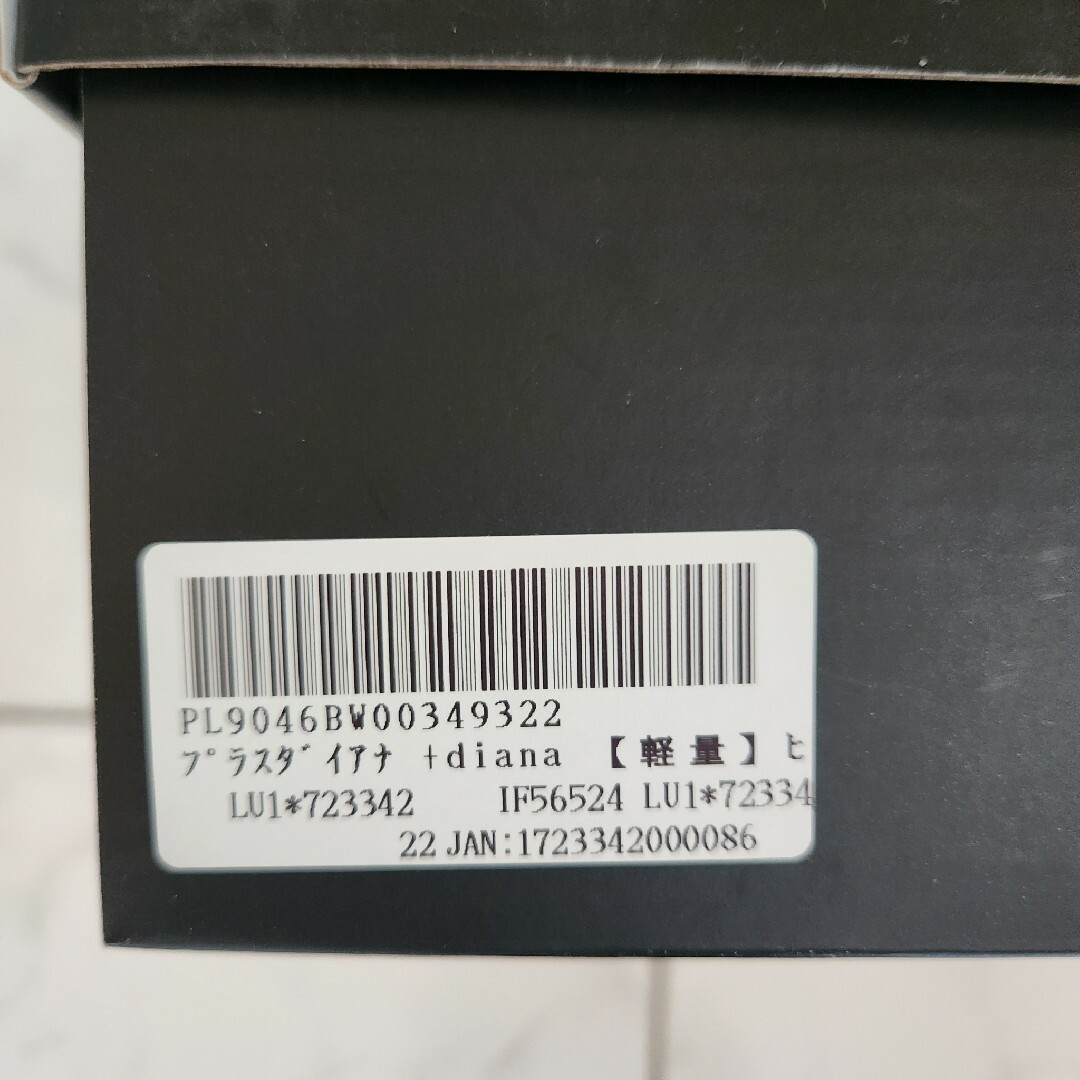 PL9046BW00349322
ﾌﾟﾗｽﾀﾞｲｱﾅ +diana 【軽量】ヒ
LU1*723342 IF56524 LU1*72334
22 JAN:1723342000086